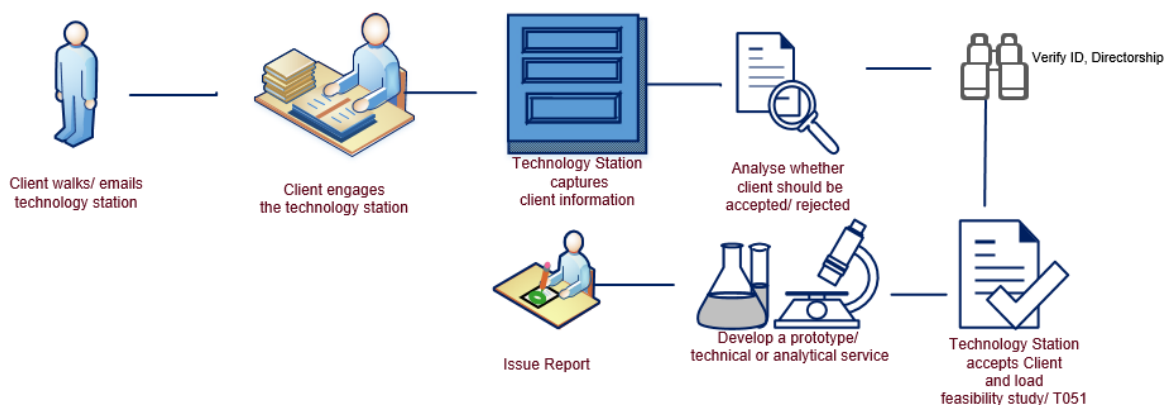 Client walks/ emails
technology station
Client engages
the technology station
Technology Station
captures
client information
Analyse whether
client should be
accepted/ rejected
Verify ID, Directorship
Technology Station
accepts Client
and load
feasibility study/ T051
Develop a prototype/
technical or analytical service
Issue Report